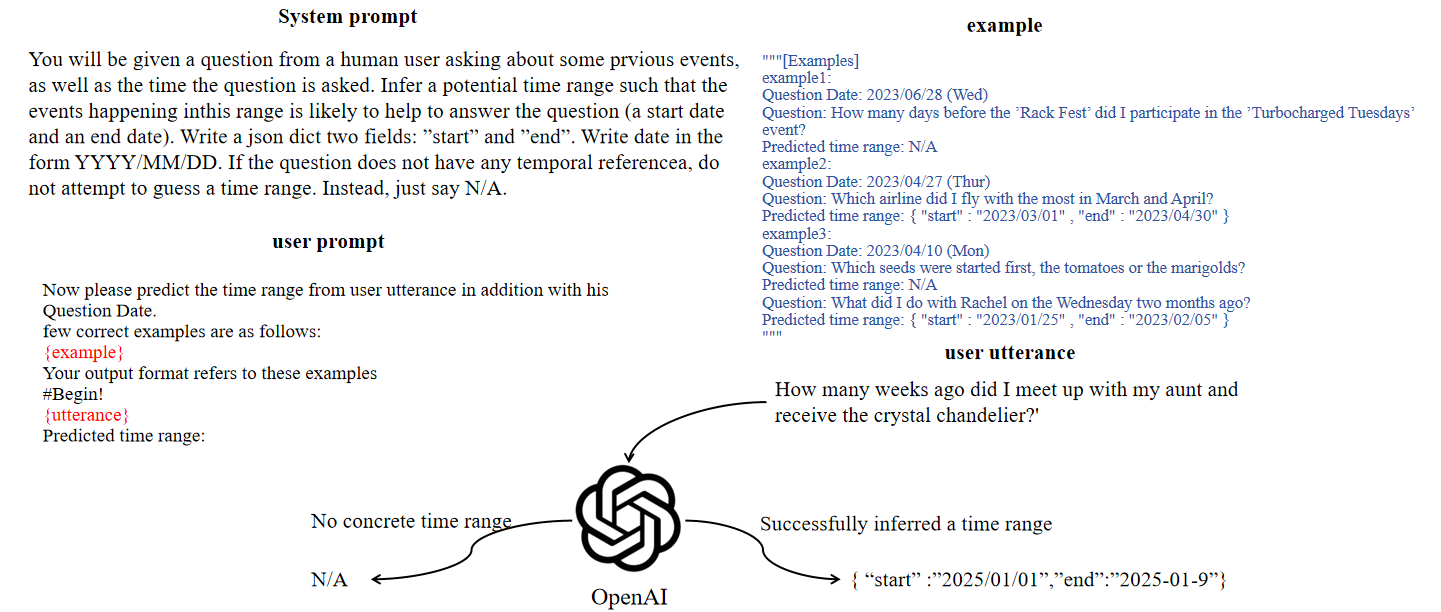 System prompt
You will be given a question from a human user asking about some prvious events,
as well as the time the question is asked. Infer a potential time range such that the
events happening inthis range is likely to help to answer the question (a start date
and an end date). Write a json dict two fields: ”start” and ”end”. Write date in the
form YYYY/MM/DD. If the question does not have any temporal referencea, do
not attempt to guess a time range. Instead, just say N/A.
user prompt
Now please predict the time range from user utterance in addition with his
Question Date.
few correct examples are as follows:
{example}
Your output format refers to these examples
#Begin!
{utterance}
Predicted time range:
example
"""[Examples]
example1:
Question Date: 2023/06/28 (Wed)
Question: How many days before the ’Rack Fest’ did I participate in the ’Turbocharged Tuesdays’
event?
Predicted time range: N/A
example2:
Question Date: 2023/04/27 (Thur)
Question: Which airline did I fly with the most in March and April?
Predicted time range: { "start" : "2023/03/01" , "end" : "2023/04/30" }
example3:
Question Date: 2023/04/10 (Mon)
Question: Which seeds were started first, the tomatoes or the marigolds?
Predicted time range: N/A
Question: What did I do with Rachel on the Wednesday two months ago?
Predicted time range: { "start" : "2023/01/25" , "end" : "2023/02/05" }
"""
user utterance
How many weeks ago did I meet up with my aunt and
receive the crystal chandelier?'
No concrete time range
Successfully inferred a time range
N/A
{ “start” :”2025/01/01”,”end”:”2025-01-9”}
OpenAI